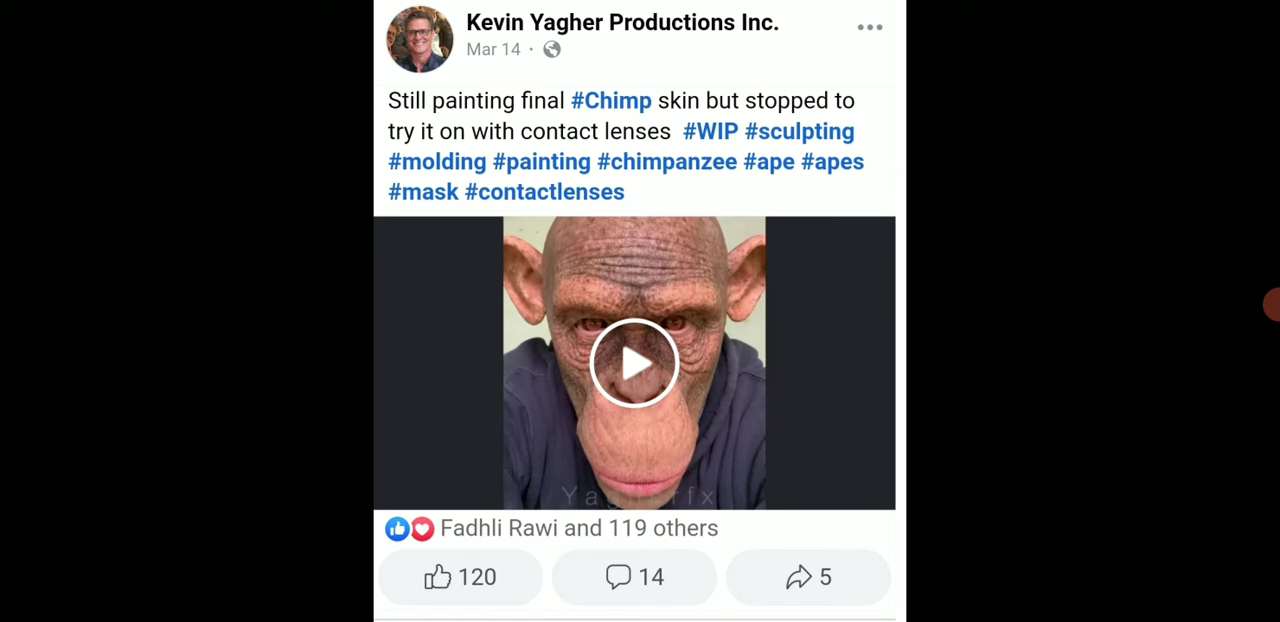 Kevin Yagher Productions Inc.
Mar 14 ·
Still painting final #Chimp skin but stopped to
try it on with contact lenses #WIP #sculpting
#molding #painting #chimpanzee #ape #apes
#mask #contactlenses
Yagherfx
Fadhli Rawi and 119 others
120
14
5